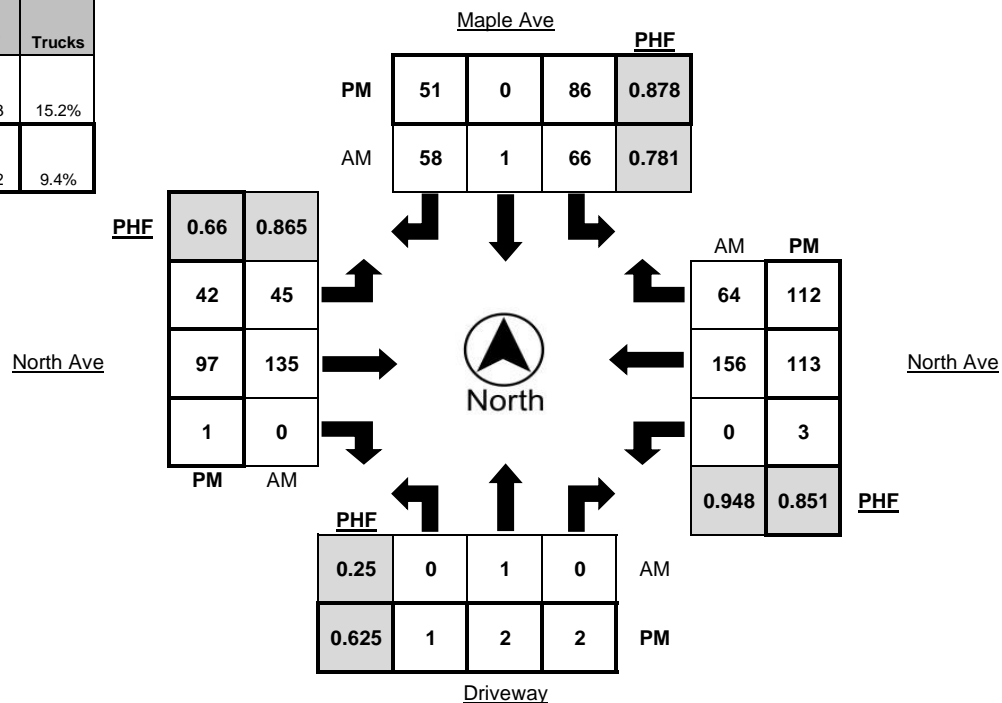 Maple Ave
Trucks
PHF
PM 51 0 86 0.878
3 15.2%
AM 58 1 66 0.781
2 9.4%
PHF 0.66 0.865
AM PM
42 45
64 112
North Ave 97 135
156 113 North Ave
North
1 0
0 3
PM AM
0.948 0.851 PHF
PHF
0.25 0 1 0 AM
0.625 1 2 2 PM
Driveway